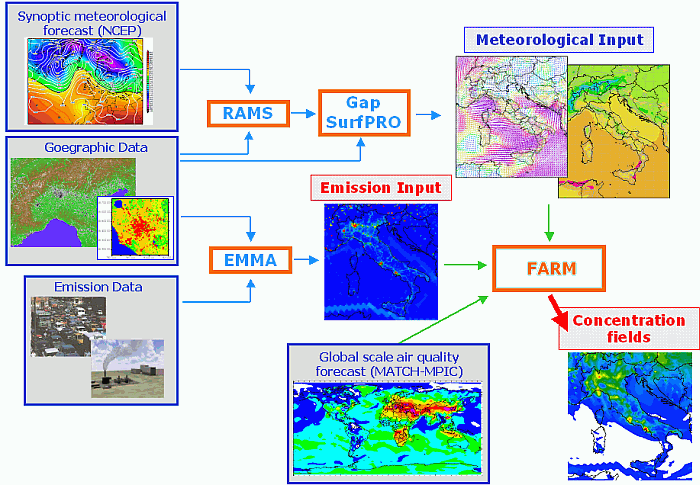 Synoptic meteorological
forecast (NCEP)
Meteorological Input
RAMS
Gap
SurfPRO
Goegraphic Data
Emission Input
EMMA
FARM
Emission Data
Concentration
fields
Global scale air quality
forecast (MATCH-MPIC)